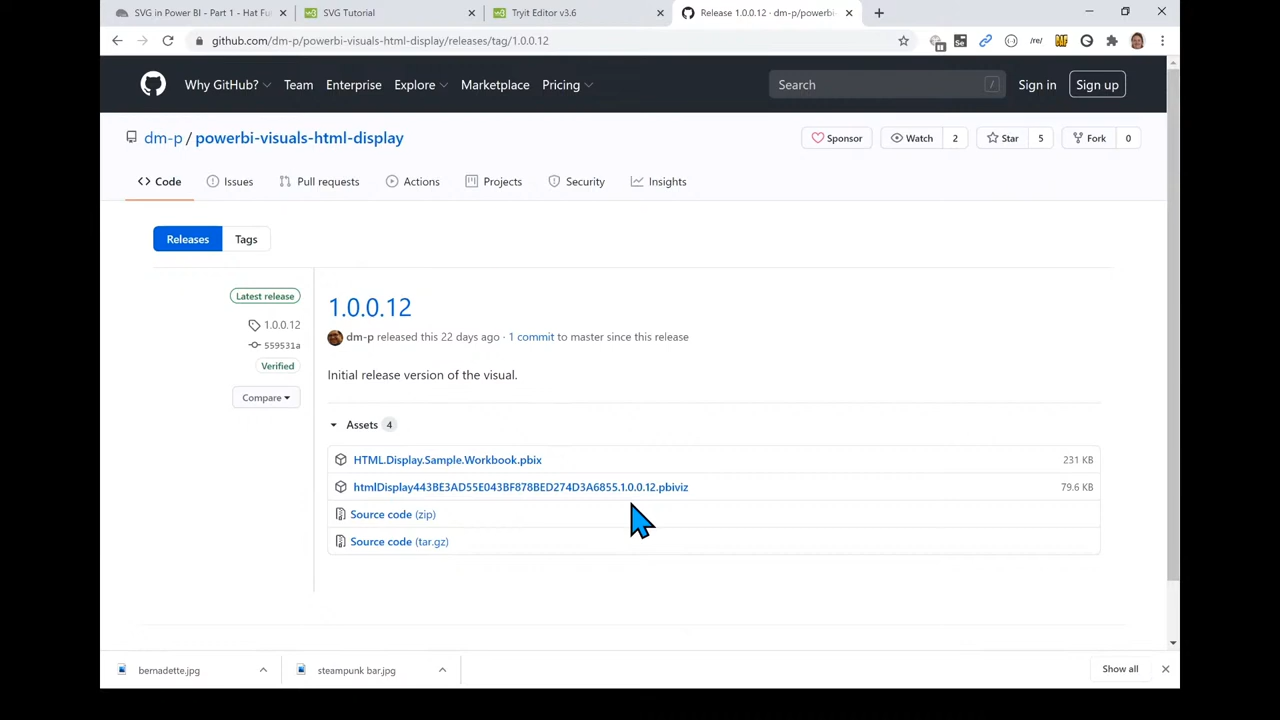 SVG in Power BI - Part 1 - Hat Fu
SVG Tutorial
Tryit Editor v3.6
Release 1.0.0.12 · dm-p/powerbi-
github.com/dm-p/powerbi-visuals-html-display/releases/tag/1.0.0.12
Why GitHub? Team Enterprise Explore Marketplace Pricing Search / Sign in Sign up
dm-p / powerbi-visuals-html-display Sponsor Watch 2 Star 5 Fork 0
Code Issues Pull requests Actions Projects Security Insights
Releases Tags
Latest release
1.0.0.12
559531a
Verified
Compare
1.0.0.12
dm-p released this 22 days ago · 1 commit to master since this release
Initial release version of the visual.
Assets 4
HTML.Display.Sample.Workbook.pbix 231 KB
htmlDisplay443BE3AD55E043BF878BED274D3A6855.1.0.0.12.pbiviz 79.6 KB
Source code (zip)
Source code (tar.gz)
bernadette.jpg steampunk bar.jpg Show all